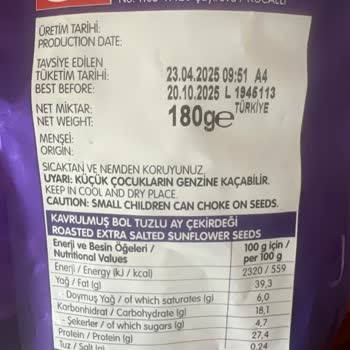 ÜRETİM TARİHİ:
PRODUCTION DATE:
TAVSİYE EDİLEN
TÜKETİM TARİHİ: 23.04.2025 09:51 A4
BEST BEFORE: 20.10.2025 L 1946113
NET MİKTAR: 180g℮ TÜRKİYE
NET WEIGHT:
MENŞEİ:
ORIGIN:
SICAKTAN VE NEMDEN KORUYUNUZ
UYARI: KÜÇÜK ÇOCUKLARIN GENZİNE KAÇABİLİR.
KEEP IN COOL AND DRY PLACE.
CAUTION: SMALL CHILDREN CAN CHOKE ON SEEDS.
KAVRULMUŞ BOL TUZLU AY ÇEKİRDEĞİ
ROASTED EXTRA SALTED SUNFLOWER SEEDS
Enerji ve Besin Öğeleri / 100 g için /
Nutritional Values per 100 g
Enerji / Energy (kJ / kcal) 2320 / 559
Yağ / Fat (g) 39,3
- Doymuş Yağ / of which saturates (g) 6,0
Karbonhidrat / Carbohydrate (g) 18,1
- Şekerler / of which sugars (g) 4,7
Protein / Protein (g) 27,4
Tuz / Salt (g) 0,24